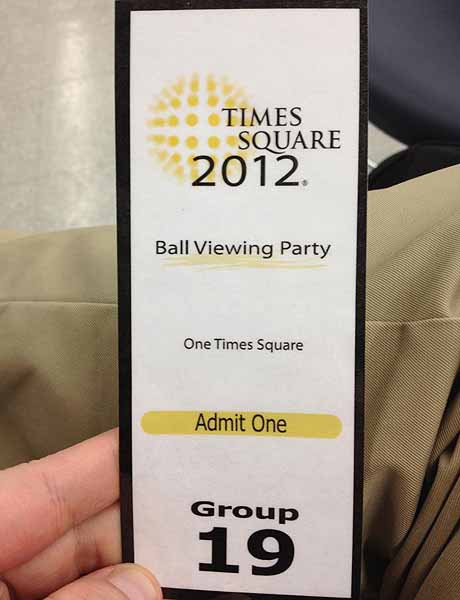 TIMES
SQUARE
2012®
Ball Viewing Party
One Times Square
Admit One
Group
19